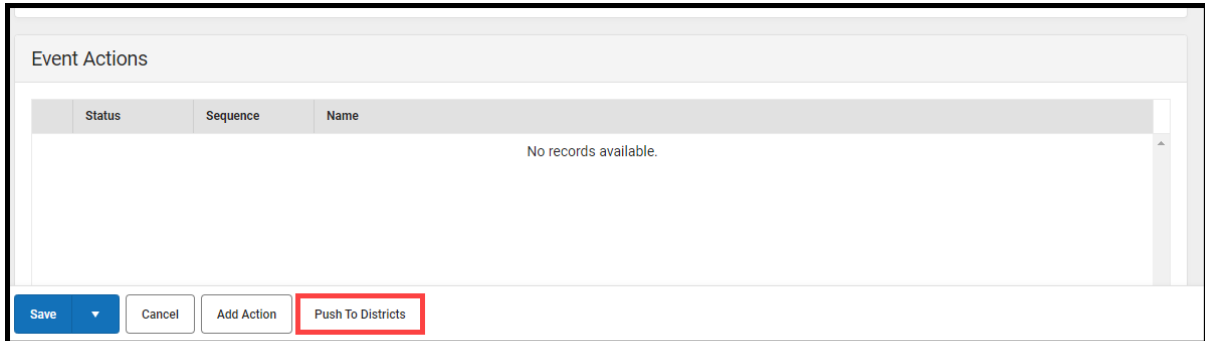 Event Actions
Status Sequence Name
No records available.
Save Cancel Add Action Push To Districts